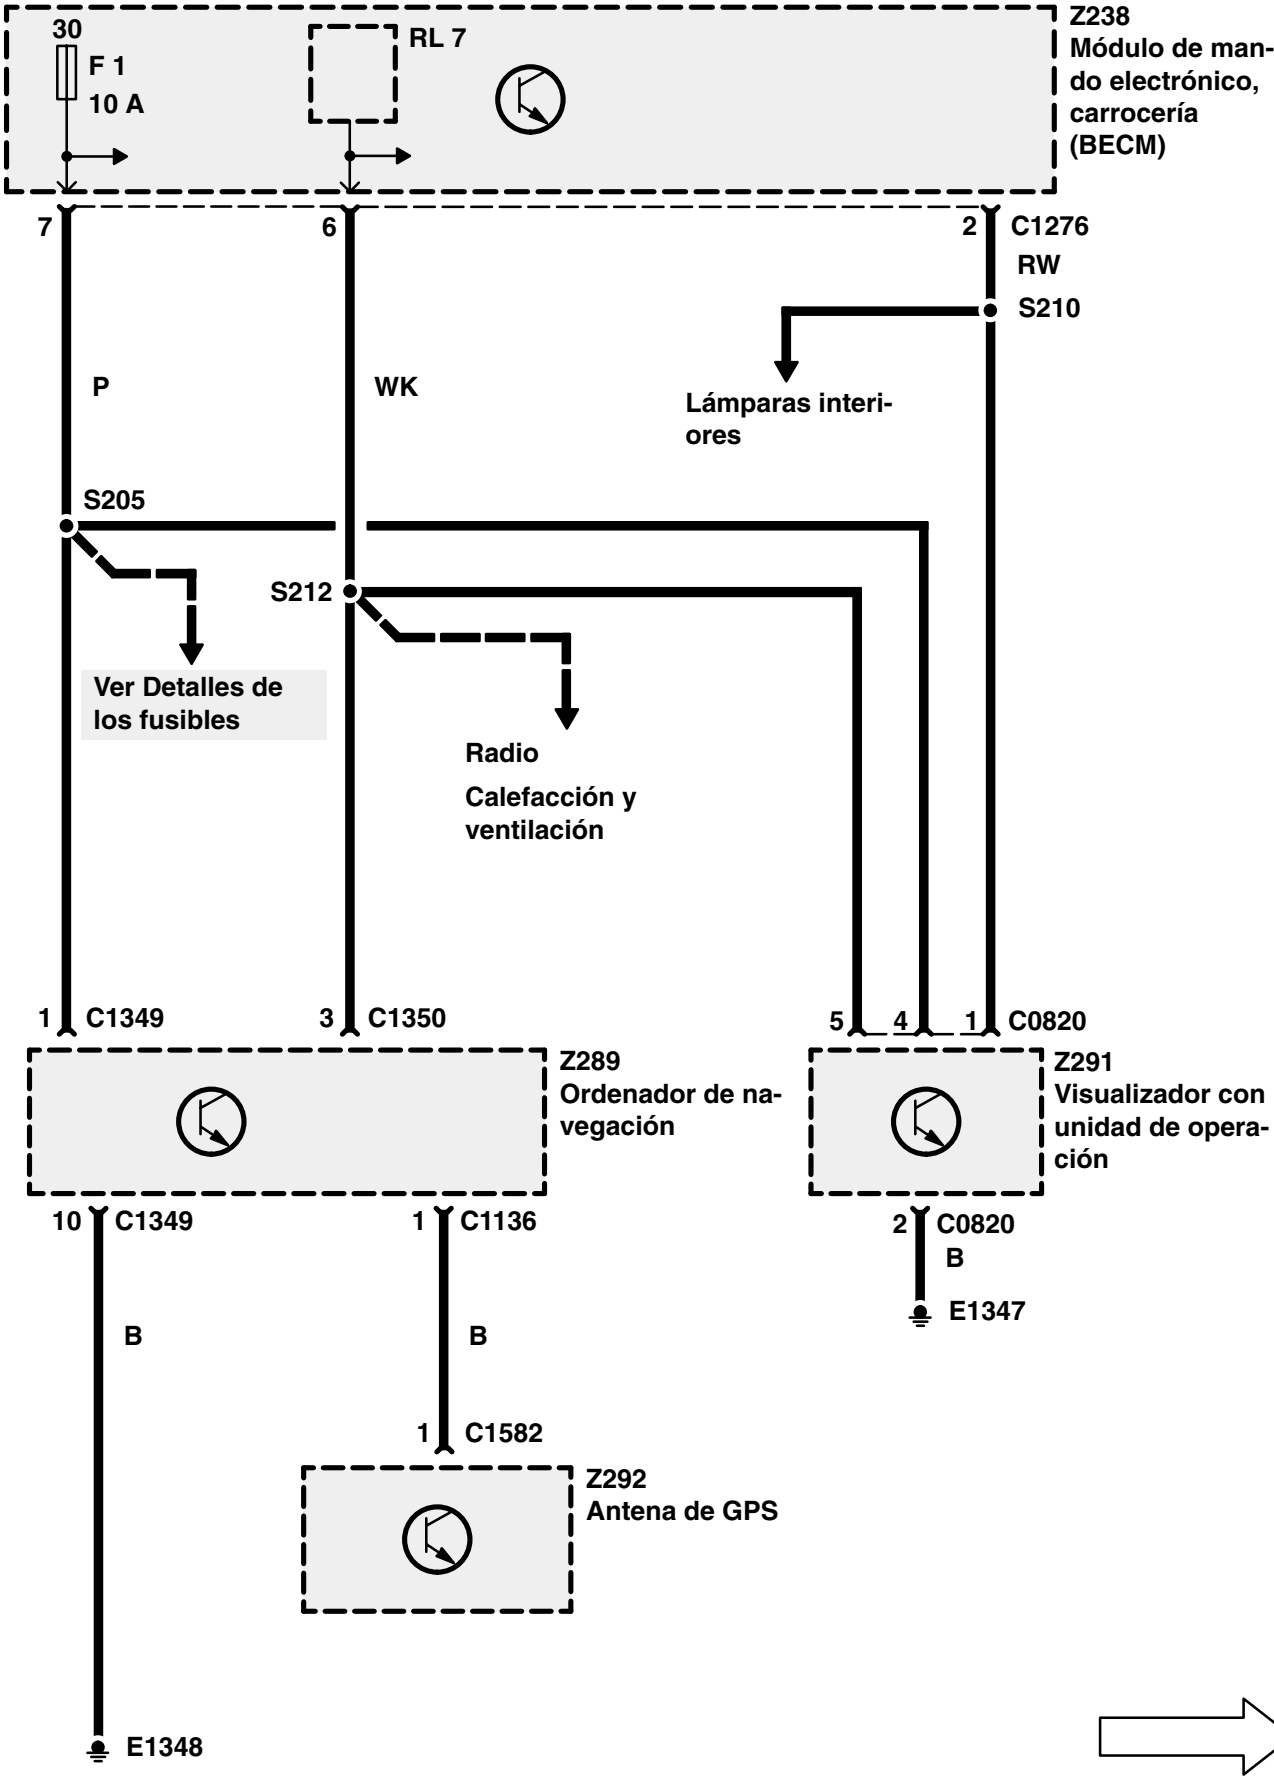 30
F 1
10 A
RL 7
Z238
Módulo de man-
do electrónico,
carrocería
(BECM)
7
6
2
C1276
RW
S210
P
WK
Lámparas interi-
ores
S205
S212
Ver Detalles de
los fusibles
Radio
Calefacción y
ventilación
1
C1349
3
C1350
5
4
1
C0820
Z289
Ordenador de na-
vegación
Z291
Visualizador con
unidad de opera-
ción
10
C1349
1
C1136
2
C0820
B
E1347
B
B
1
C1582
Z292
Antena de GPS
E1348